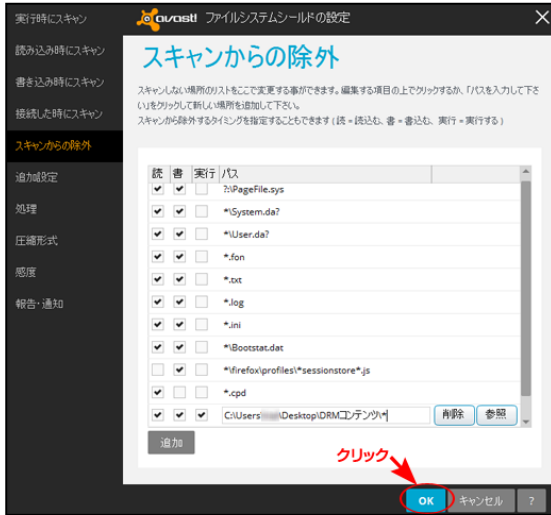 avast! ファイルシステムシールドの設定
実行時にスキャン
読み込み時にスキャン
書き込み時にスキャン
接続した時にスキャン
スキャンからの除外
追加設定
処理
圧縮形式
感度
報告・通知
スキャンからの除外
スキャンしない場所のリストをここで変更する事ができます。編集する項目の上でクリックするか、「パスを入力して下さ
い」をクリックして新しい場所を追加して下さい。
スキャンから除外するタイミングを指定することもできます ( 読 = 読込む、書 = 書込む、実行 = 実行する )
読 書 実行 パス
?:\PageFile.sys
*\System.da?
*\User.da?
*.fon
*.txt
*.log
*.ini
*\Bootstat.dat
*\firefox\profiles\*sessionstore*.js
*.cpd
C:\Users\ \Desktop\DRMコンテンツ\* 削除 参照
追加
クリック
OK キャンセル ?